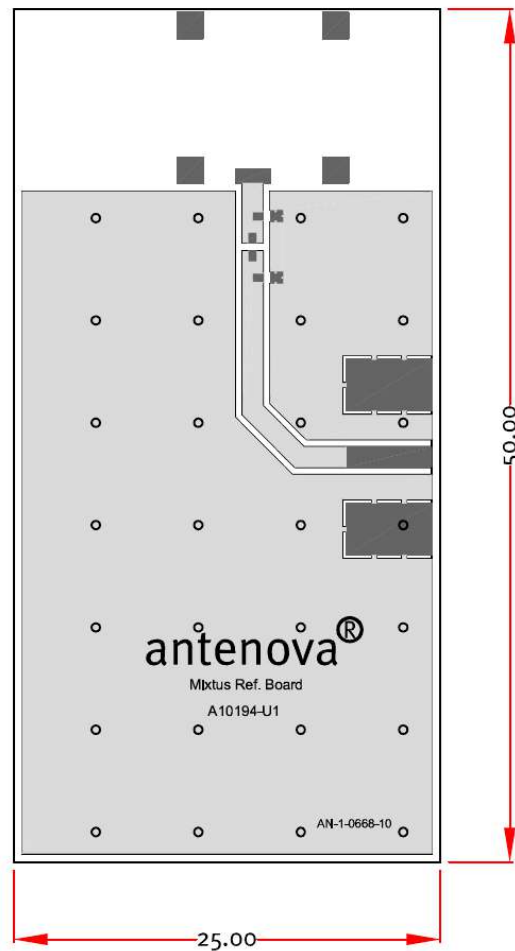 50.00
antenova®
Mixtus Ref. Board
A10194-U1
AN-1-0668-10
25.00